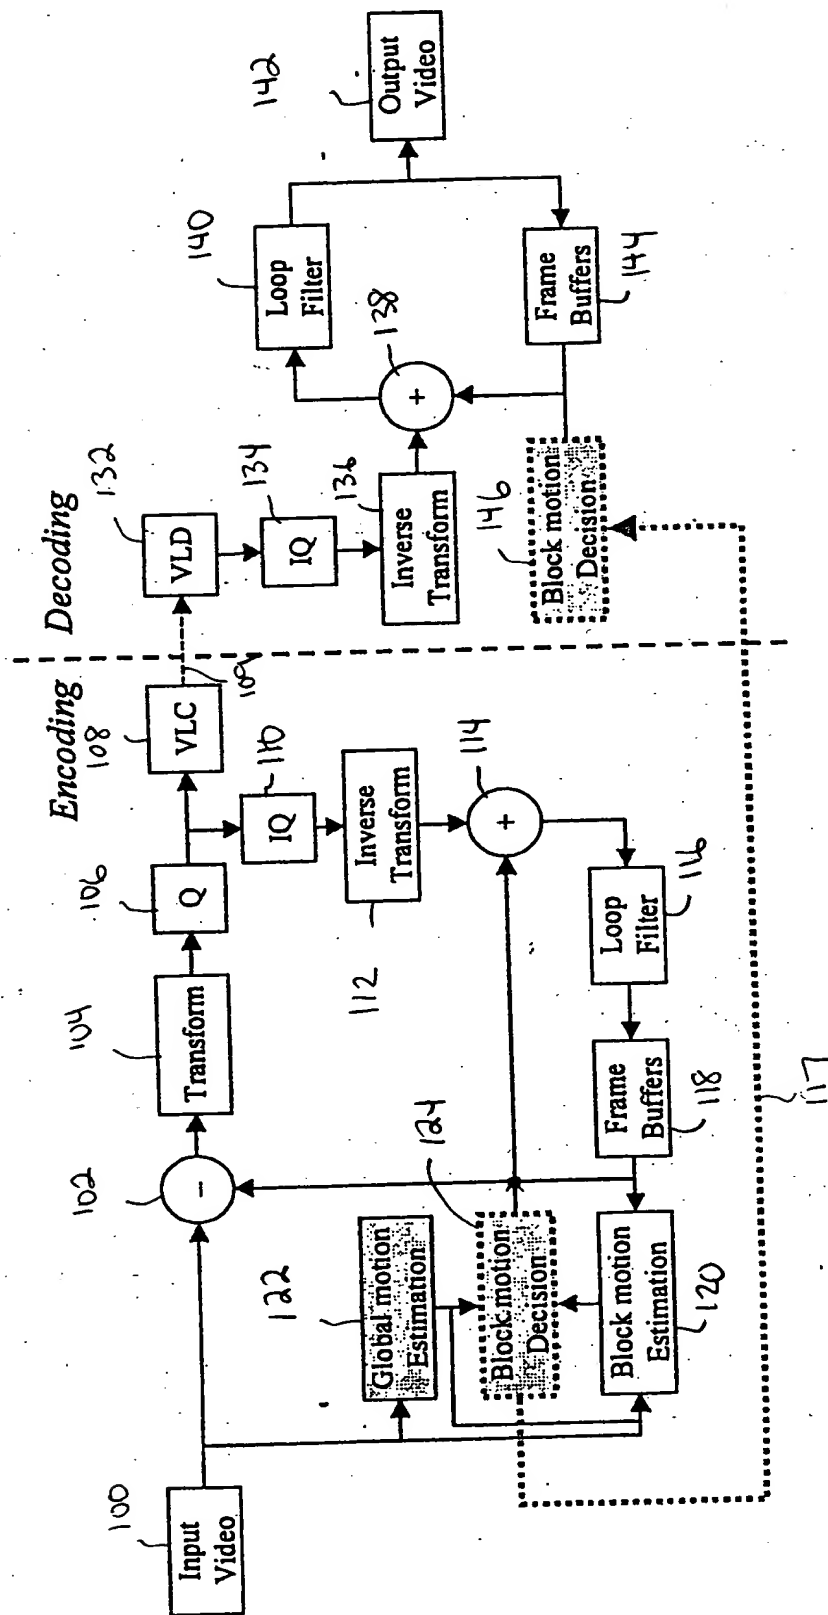 Encoding
Decoding
100
Input
Video
102
-
104
Transform
106
Q
108
VLC
109
110
IQ
112
Inverse
Transform
114
+
116
Loop
Filter
118
Frame
Buffers
120
Block motion
Estimation
122
Global motion
Estimation
124
Block motion
Decision
117
132
VLD
134
IQ
136
Inverse
Transform
138
+
140
Loop
Filter
142
Output
Video
144
Frame
Buffers
146
Block motion
Decision